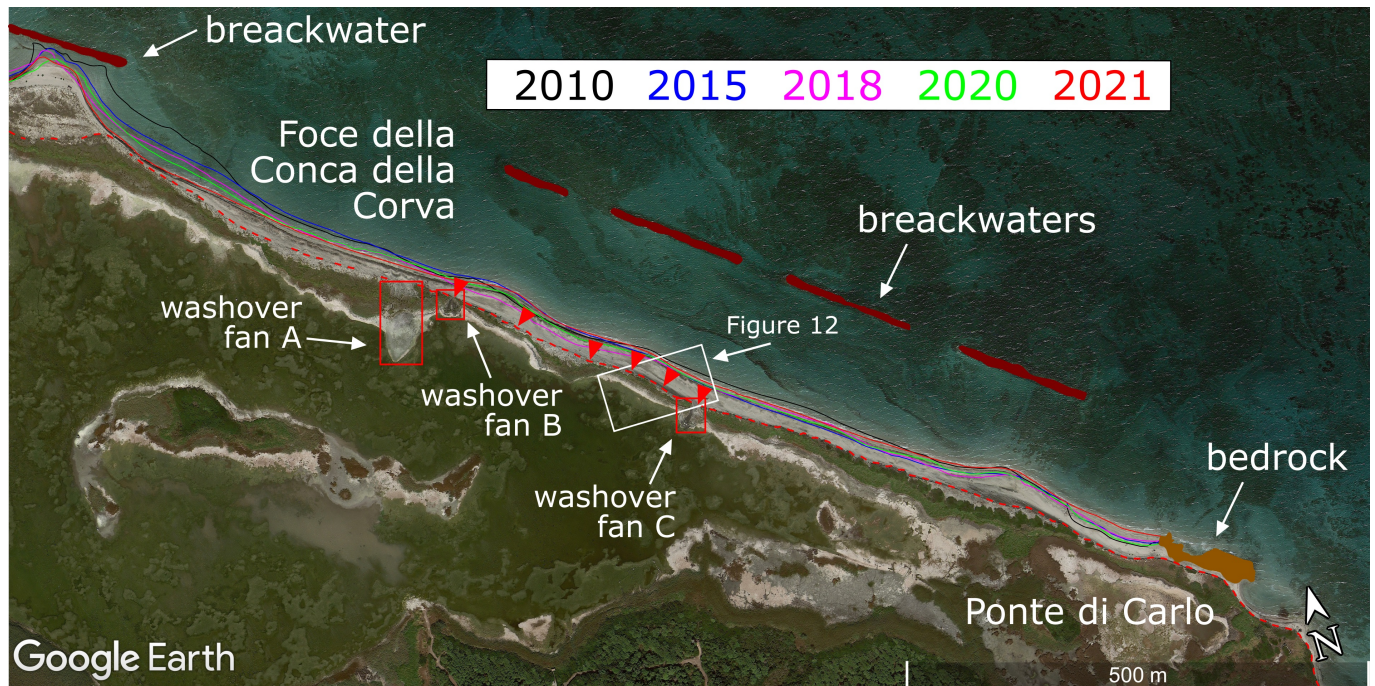 breackwater
2010 2015 2018 2020 2021
Foce della
Conca della
Corva
breackwaters
washover
fan A
Figure 12
washover
fan B
bedrock
washover
fan C
Ponte di Carlo
N
Google Earth
500 m